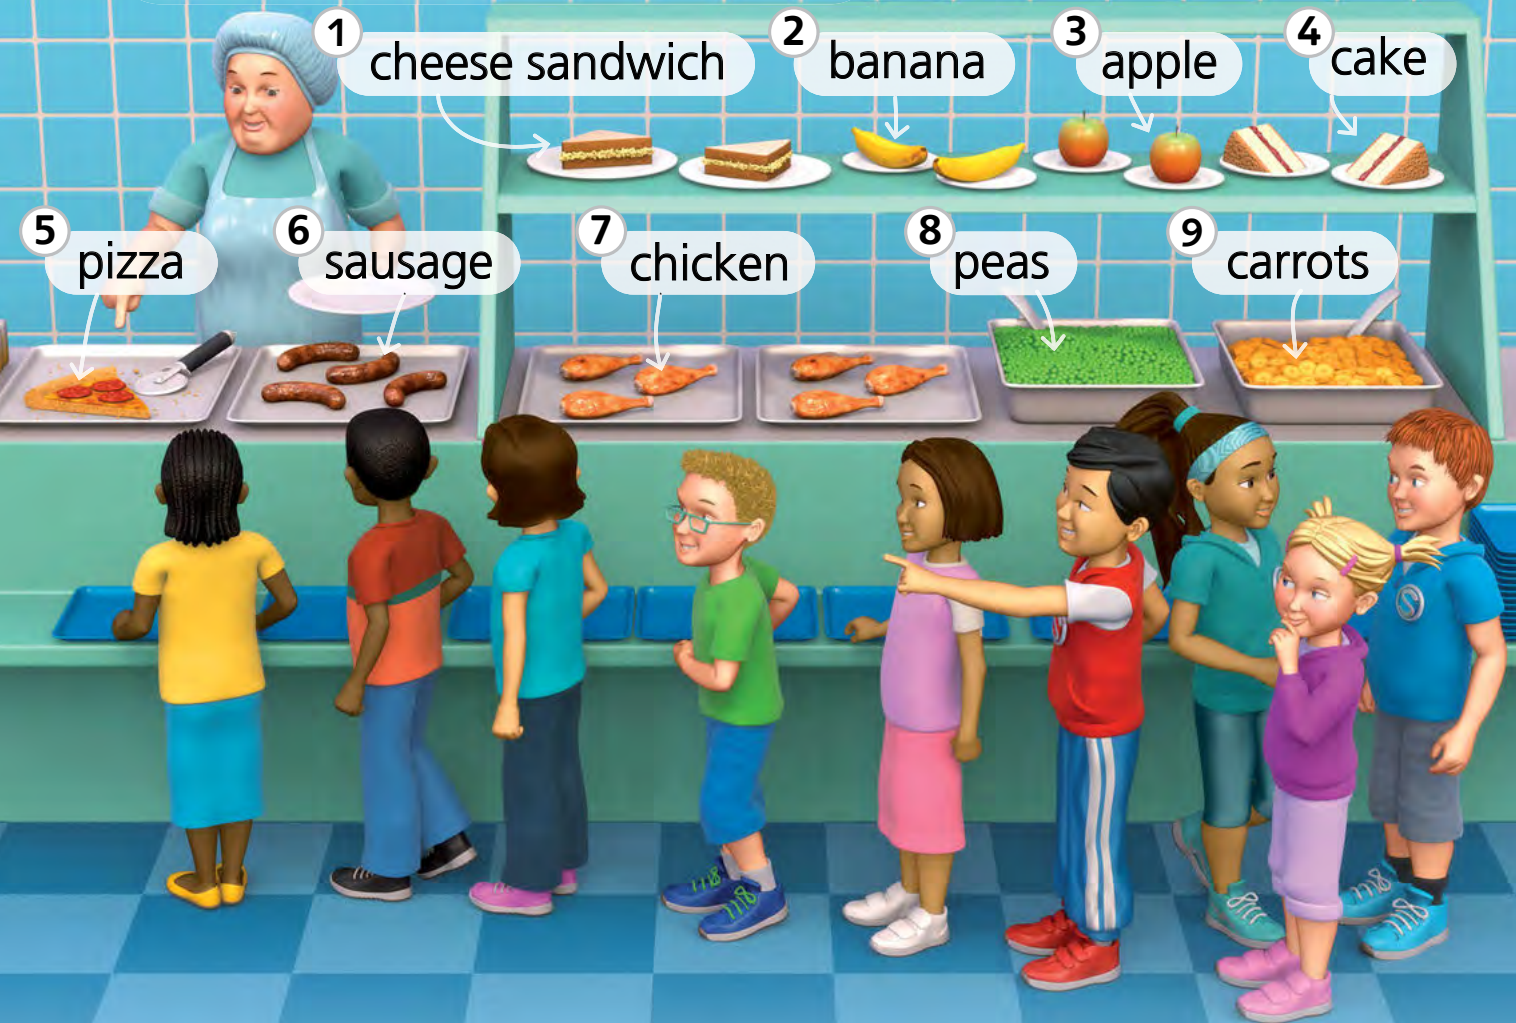 1 cheese sandwich
2 banana
3 apple
4 cake
5 pizza
6 sausage
7 chicken
8 peas
9 carrots